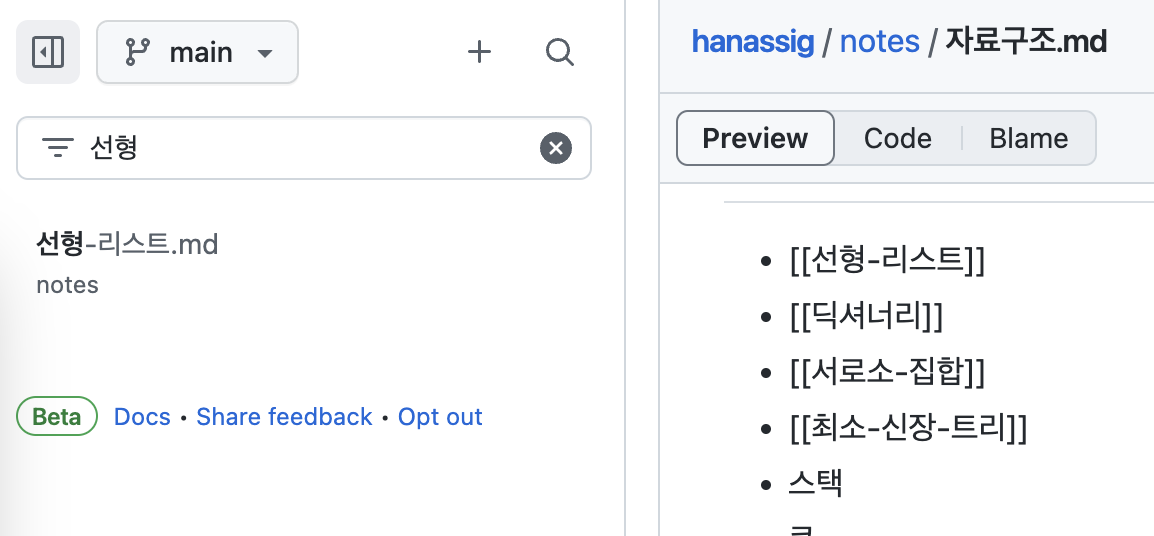 main
선형
선형-리스트.md
notes
Beta Docs • Share feedback • Opt out
hanassig / notes / 자료구조.md
Preview Code Blame
• [[선형-리스트]]
• [[딕셔너리]]
• [[서로소-집합]]
• [[최소-신장-트리]]
• 스택